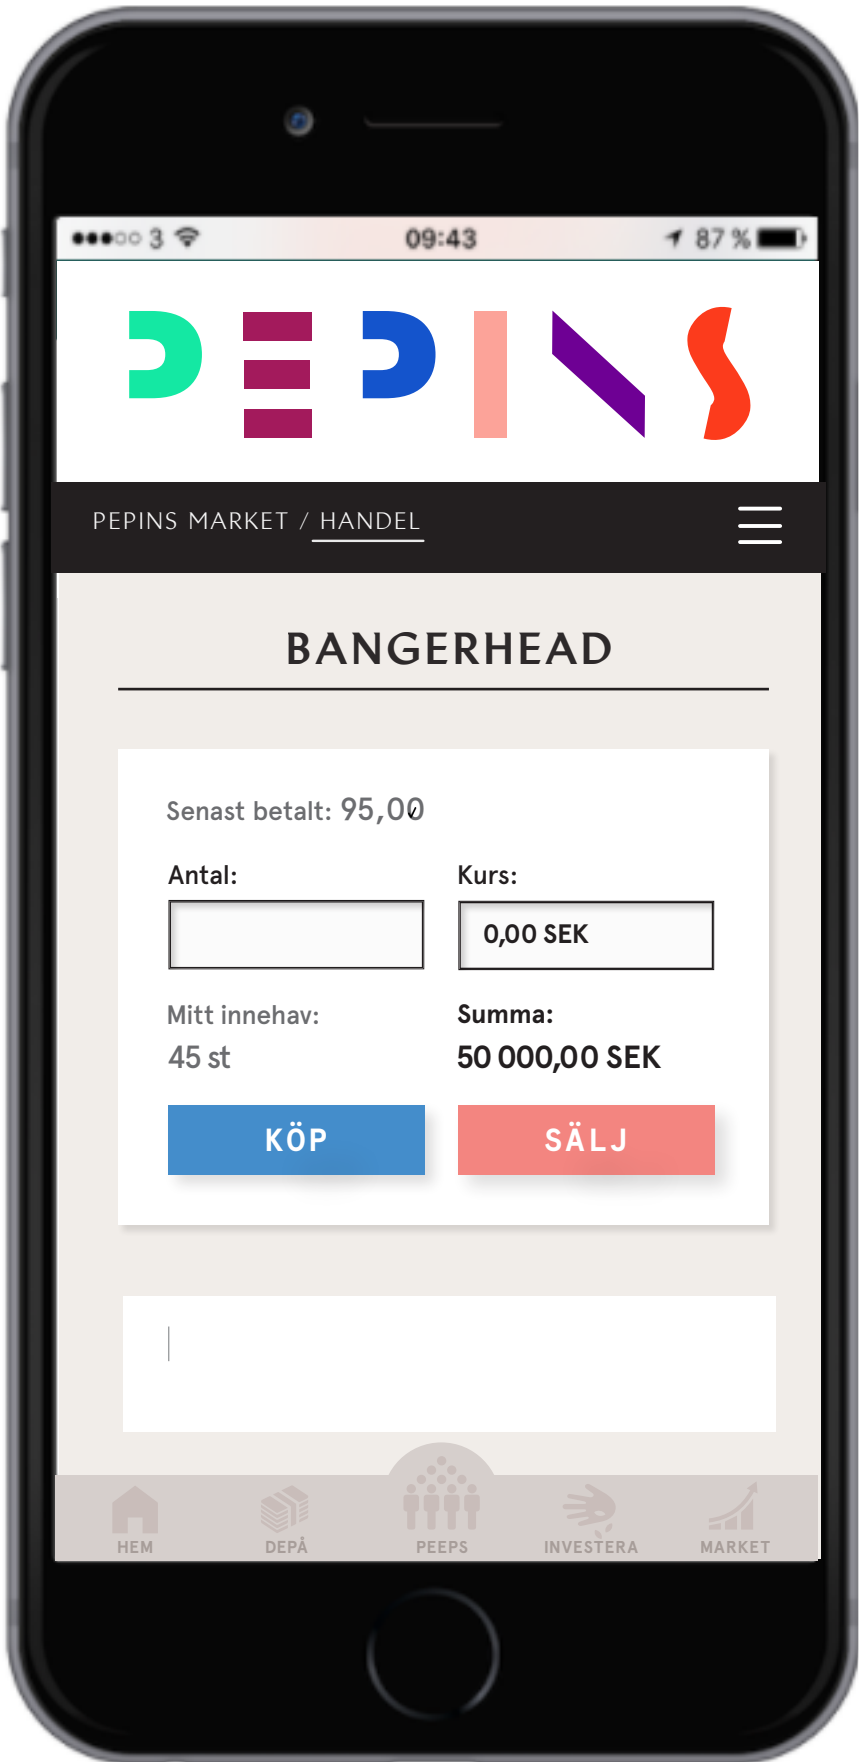 3 09:43 87 %
PEPINS
PEPINS MARKET / HANDEL
BANGERHEAD
Senast betalt: 95,00
Antal: Kurs:
0,00 SEK
Mitt innehav: Summa:
45 st 50 000,00 SEK
KÖP SÄLJ
HEM DEPÅ PEEPS INVESTERA MARKET